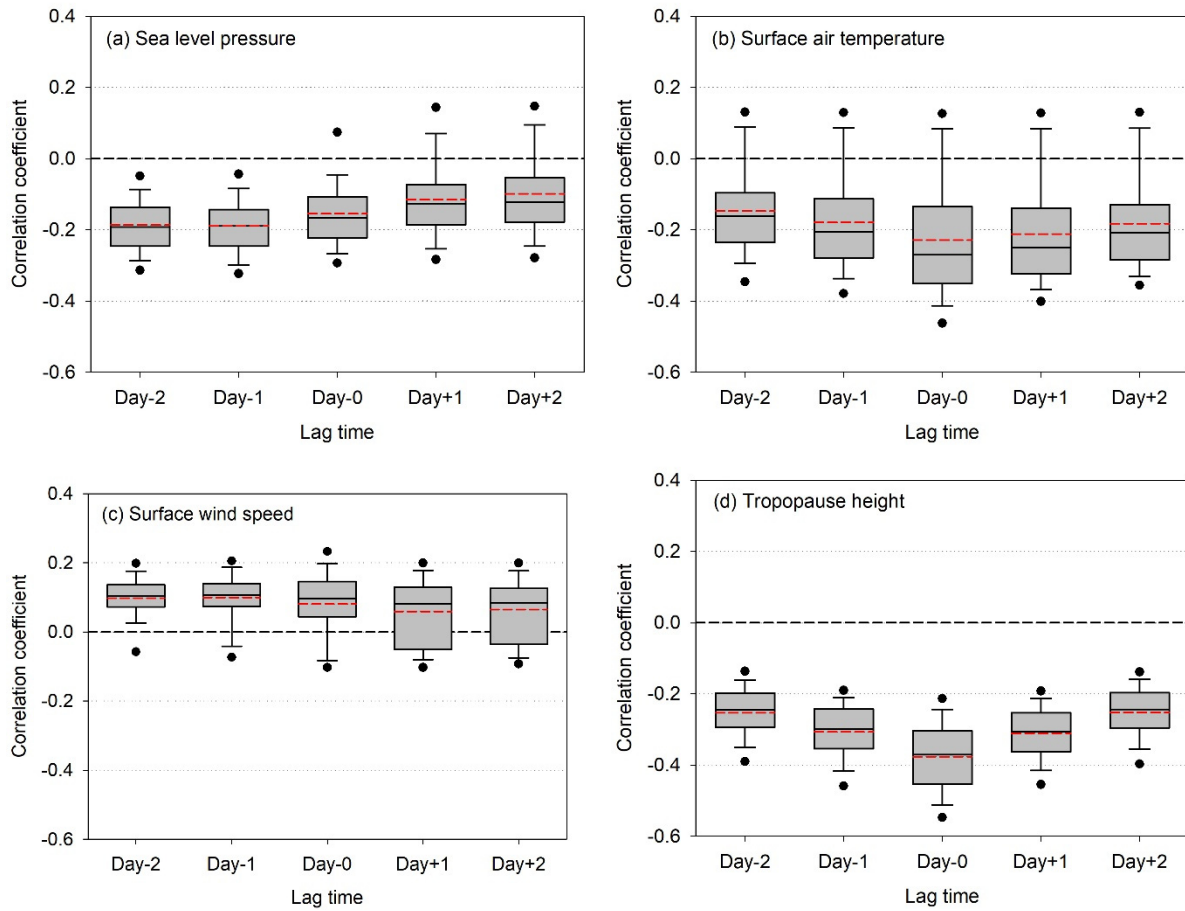 (a) Sea level pressure
Correlation coefficient
0.4
0.2
0.0
-0.2
-0.4
-0.6
Day-2 Day-1 Day-0 Day+1 Day+2
Lag time
(b) Surface air temperature
Correlation coefficient
0.4
0.2
0.0
-0.2
-0.4
-0.6
Day-2 Day-1 Day-0 Day+1 Day+2
Lag time
(c) Surface wind speed
Correlation coefficient
0.4
0.2
0.0
-0.2
-0.4
-0.6
Day-2 Day-1 Day-0 Day+1 Day+2
Lag time
(d) Tropopause height
Correlation coefficient
0.4
0.2
0.0
-0.2
-0.4
-0.6
Day-2 Day-1 Day-0 Day+1 Day+2
Lag time